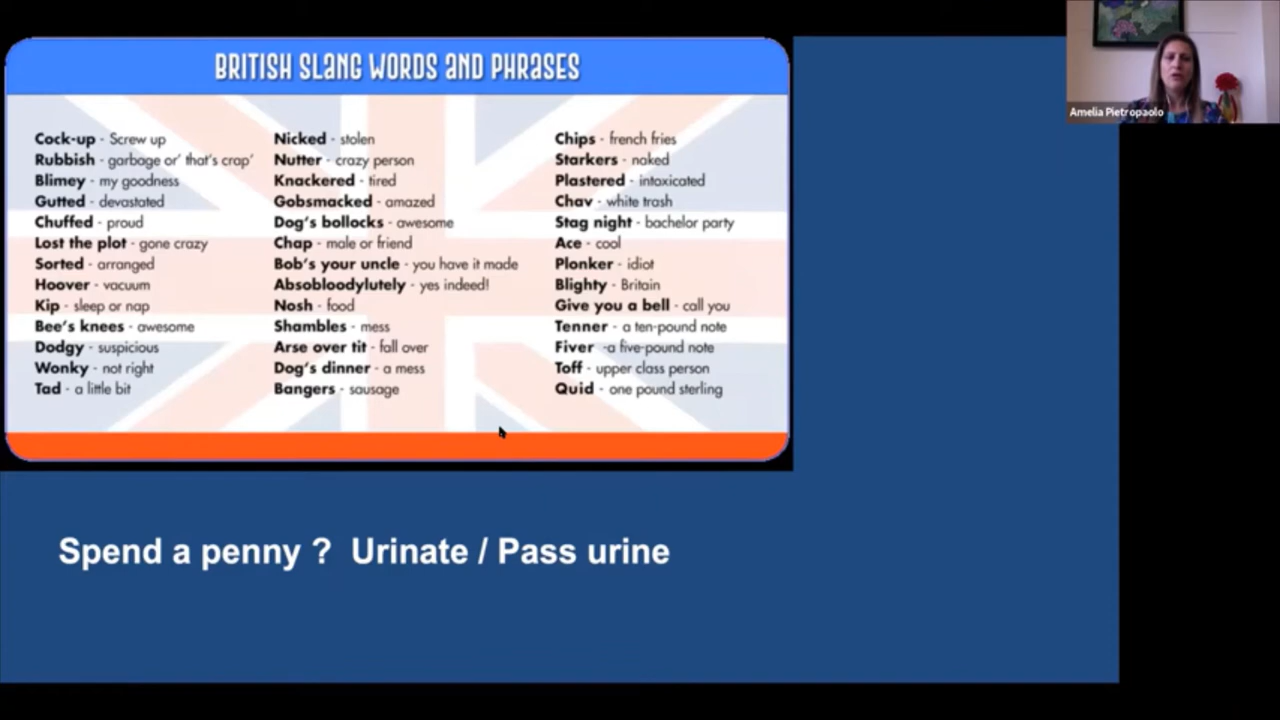 BRITISH SLANG WORDS AND PHRASES
Cock-up - Screw up
Rubbish - garbage or' that's crap'
Blimey - my goodness
Gutted - devastated
Chuffed - proud
Lost the plot - gone crazy
Sorted - arranged
Hoover - vacuum
Kip - sleep or nap
Bee's knees - awesome
Dodgy - suspicious
Wonky - not right
Tad - a little bit
Nicked - stolen
Nutter - crazy person
Knackered - tired
Gobsmacked - amazed
Dog's bollocks - awesome
Chap - male or friend
Bob's your uncle - you have it made
Absobloodylutely - yes indeed!
Nosh - food
Shambles - mess
Arse over tit - fall over
Dog's dinner - a mess
Bangers - sausage
Chips - french fries
Starkers - naked
Plastered - intoxicated
Chav - white trash
Stag night - bachelor party
Ace - cool
Plonker - idiot
Blighty - Britain
Give you a bell - call you
Tenner - a ten-pound note
Fiver -a five-pound note
Toff - upper class person
Quid - one pound sterling
Amelia Pietropaolo
Spend a penny ? Urinate / Pass urine